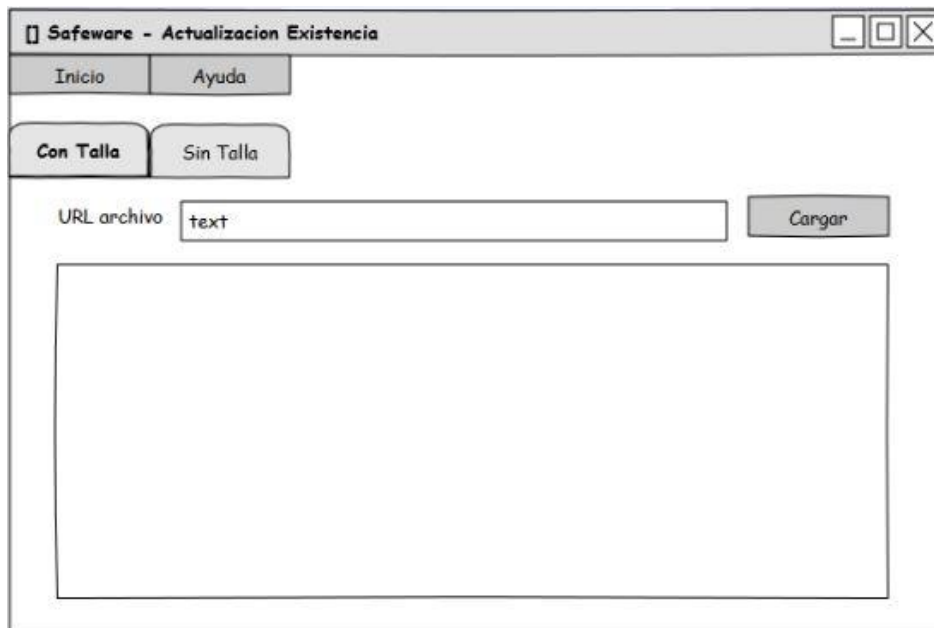 [] Safeware - Actualizacion Existencia
Inicio Ayuda
Con Talla Sin Talla
URL archivo text Cargar